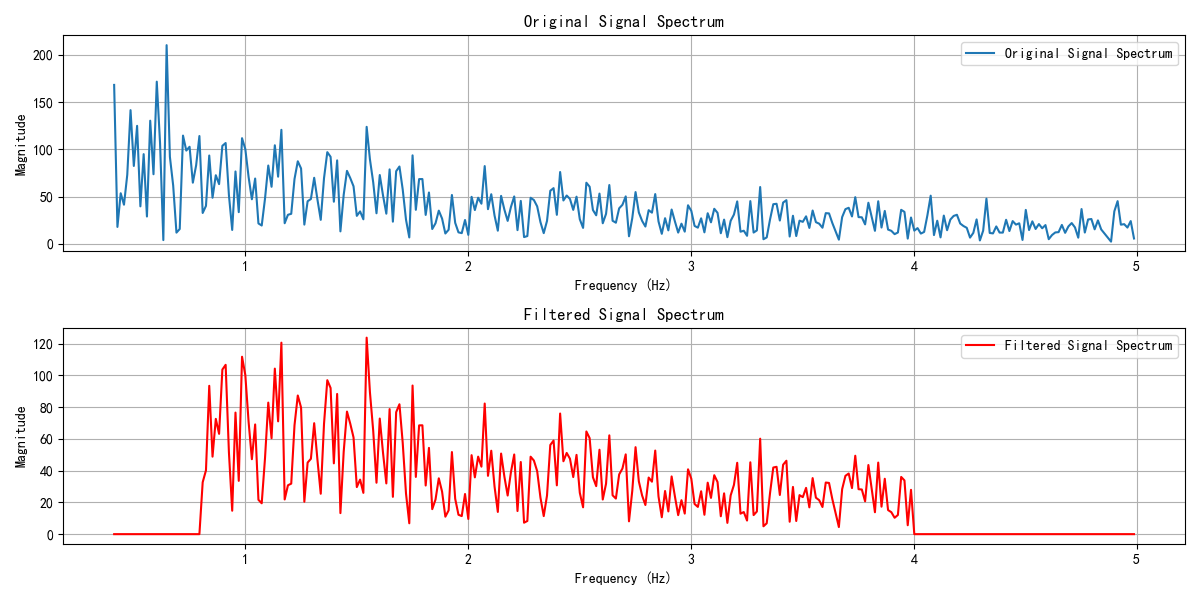 Original Signal Spectrum
Original Signal Spectrum
Magnitude
200
150
100
50
0
1 2 3 4 5
Frequency (Hz)
Filtered Signal Spectrum
Filtered Signal Spectrum
Magnitude
120
100
80
60
40
20
0
1 2 3 4 5
Frequency (Hz)